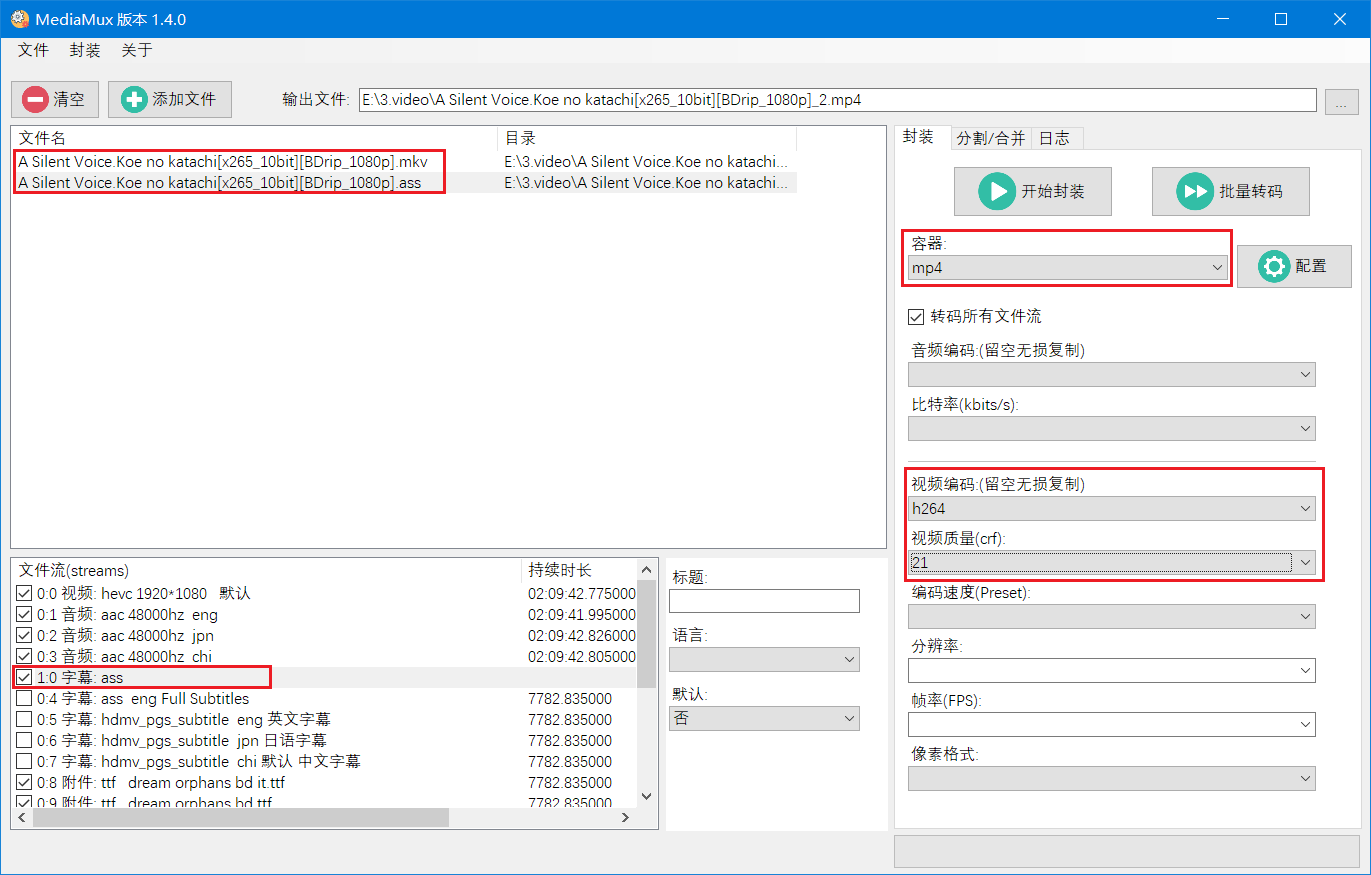 MediaMux 版本 1.4.0
文件 封装 关于
清空 添加文件 输出文件: E:\3.video\A Silent Voice.Koe no katachi[x265_10bit][BDrip_1080p]_2.mp4 ...
文件名 目录
A Silent Voice.Koe no katachi[x265_10bit][BDrip_1080p].mkv E:\3.video\A Silent Voice.Koe no katachi...
A Silent Voice.Koe no katachi[x265_10bit][BDrip_1080p].ass E:\3.video\A Silent Voice.Koe no katachi...
文件流(streams) 持续时长
0:0 视频: hevc 1920*1080 默认 02:09:42.775000
0:1 音频: aac 48000hz eng 02:09:41.995000
0:2 音频: aac 48000hz jpn 02:09:42.826000
0:3 音频: aac 48000hz chi 02:09:42.805000
1:0 字幕: ass
0:4 字幕: ass eng Full Subtitles 7782.835000
0:5 字幕: hdmv_pgs_subtitle eng 英文字幕 7782.835000
0:6 字幕: hdmv_pgs_subtitle jpn 日语字幕 7782.835000
0:7 字幕: hdmv_pgs_subtitle chi 默认 中文字幕 7782.835000
0:8 附件: ttf dream orphans bd it.ttf 7782.835000
0:9 附件: ttf dream orphans bd.ttf 7782.835000
标题:
语言:
默认:
否
封装 分割/合并 日志
开始封装 批量转码
容器:
mp4
配置
转码所有文件流
音频编码:(留空无损复制)
比特率(kbits/s):
视频编码:(留空无损复制)
h264
视频质量(crf):
21
编码速度(Preset):
分辨率:
帧率(FPS):
像素格式: